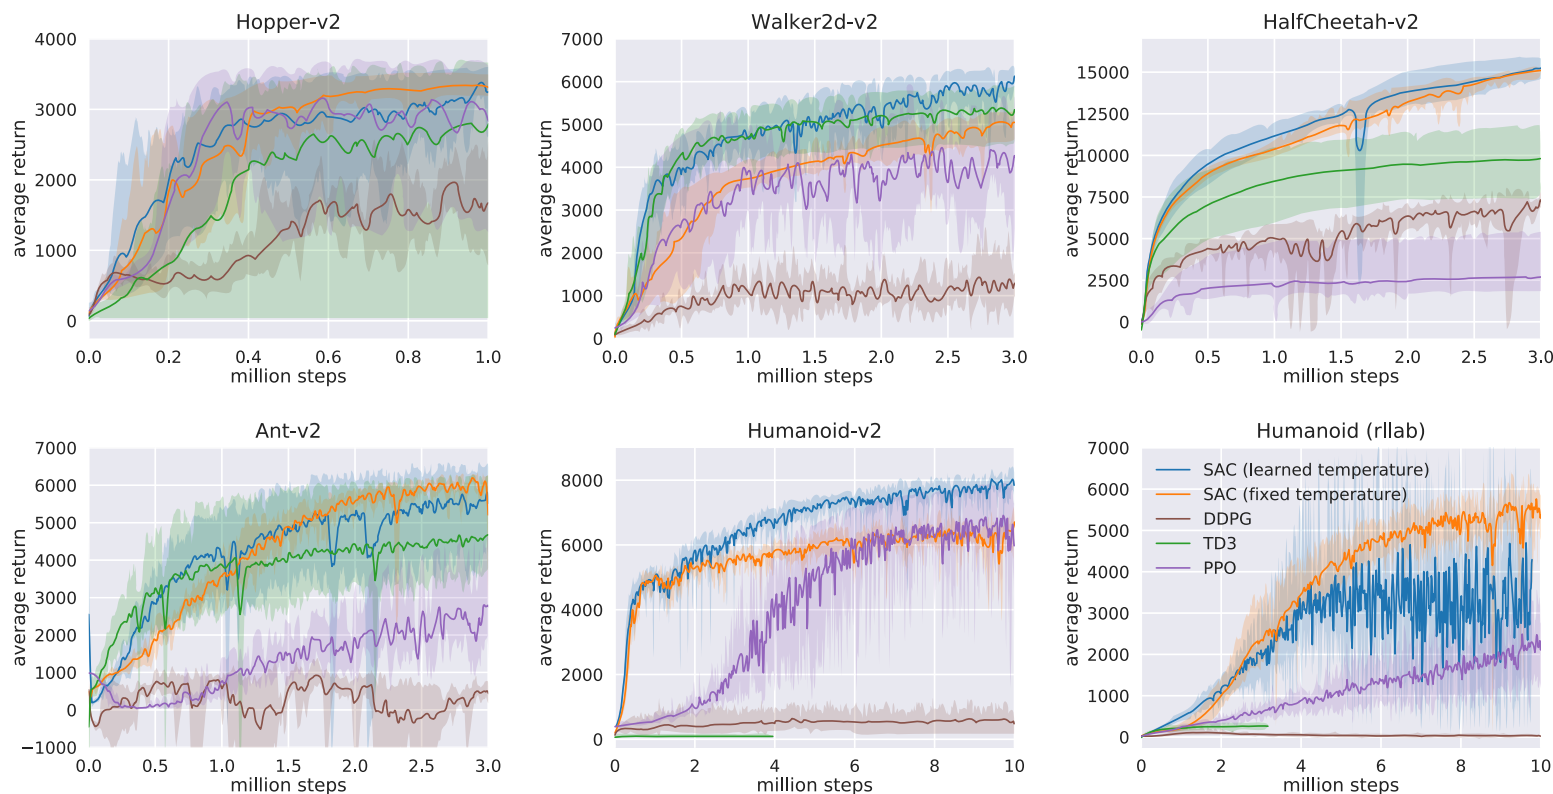 Hopper-v2
4000
3000
2000
1000
0
average return
0.0 0.2 0.4 0.6 0.8 1.0
million steps
Walker2d-v2
7000
6000
5000
4000
3000
2000
1000
0
average return
0.0 0.5 1.0 1.5 2.0 2.5 3.0
million steps
HalfCheetah-v2
15000
12500
10000
7500
5000
2500
0
average return
0.0 0.5 1.0 1.5 2.0 2.5 3.0
million steps
Ant-v2
7000
6000
5000
4000
3000
2000
1000
0
−1000
average return
0.0 0.5 1.0 1.5 2.0 2.5 3.0
million steps
Humanoid-v2
8000
6000
4000
2000
0
average return
0 2 4 6 8 10
million steps
Humanoid (rllab)
7000
6000
5000
4000
3000
2000
1000
0
average return
SAC (learned temperature)
SAC (fixed temperature)
DDPG
TD3
PPO
0 2 4 6 8 10
million steps